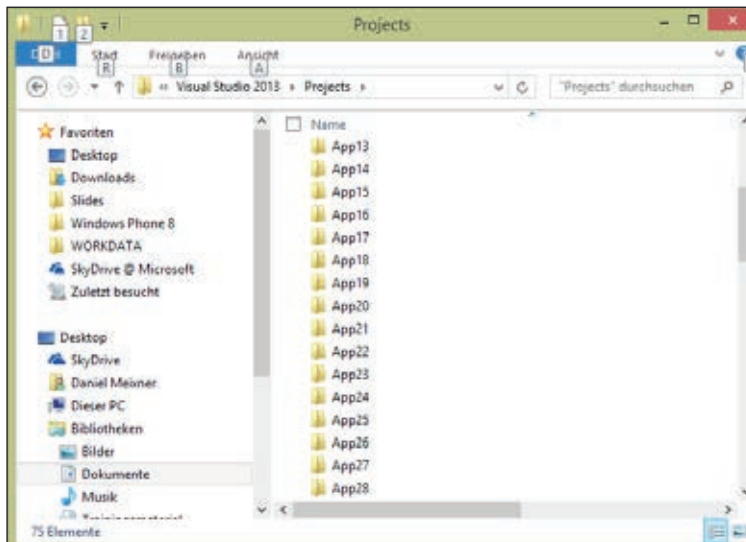 Projects
1 2
D
Start Freigeben Ansicht
R B A
« Visual Studio 2013 Projects
"Projects" durchsuchen
Favoriten
Desktop
Downloads
Slides
Windows Phone 8
WORKDATA
SkyDrive @ Microsoft
Zuletzt besucht
Desktop
SkyDrive
Daniel Meixner
Dieser PC
Bibliotheken
Bilder
Dokumente
Musik
Trainingsmaterial
Name
App13
App14
App15
App16
App17
App18
App19
App20
App21
App22
App23
App24
App25
App26
App27
App28
75 Elemente